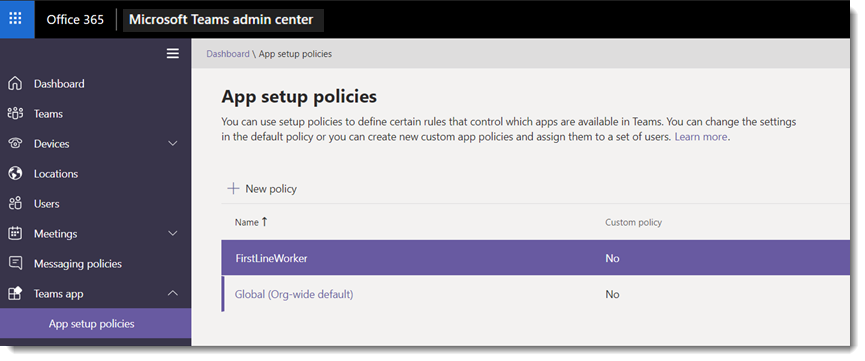 Office 365 Microsoft Teams admin center
Dashboard \ App setup policies
Dashboard
Teams
Devices
Locations
Users
Meetings
Messaging policies
Teams app
App setup policies
App setup policies
You can use setup policies to define certain rules that control which apps are available in Teams. You can change the settings
in the default policy or you can create new custom app policies and assign them to a set of users. Learn more.
+ New policy
Name ↑ Custom policy
FirstLineWorker No
Global (Org-wide default) No